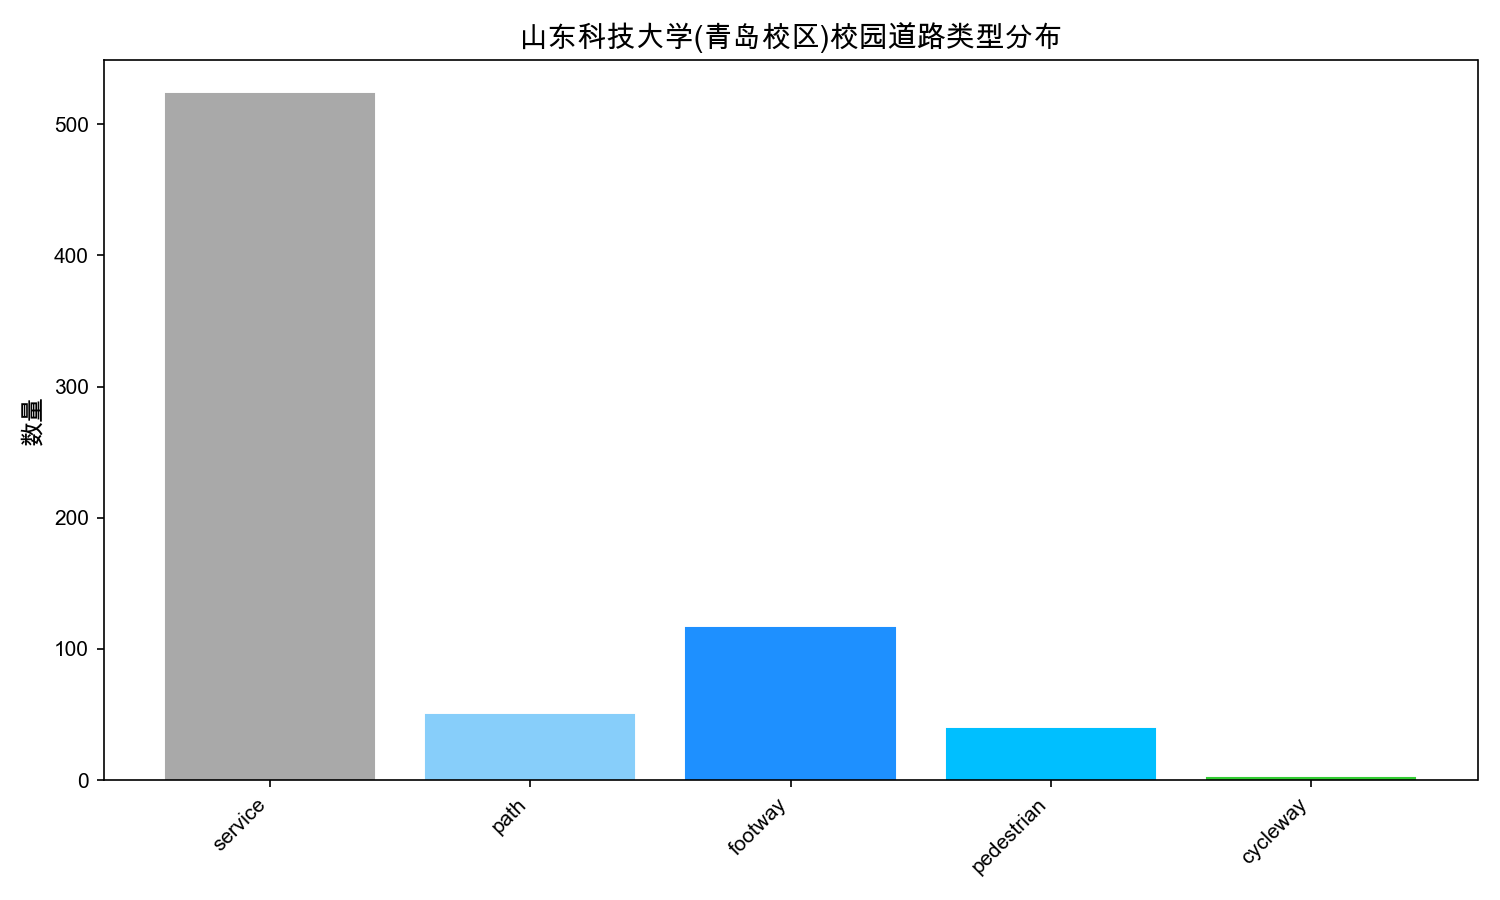 山东科技大学(青岛校区)校园道路类型分布
数量
500
400
300
200
100
0
service
path
footway
pedestrian
cycleway